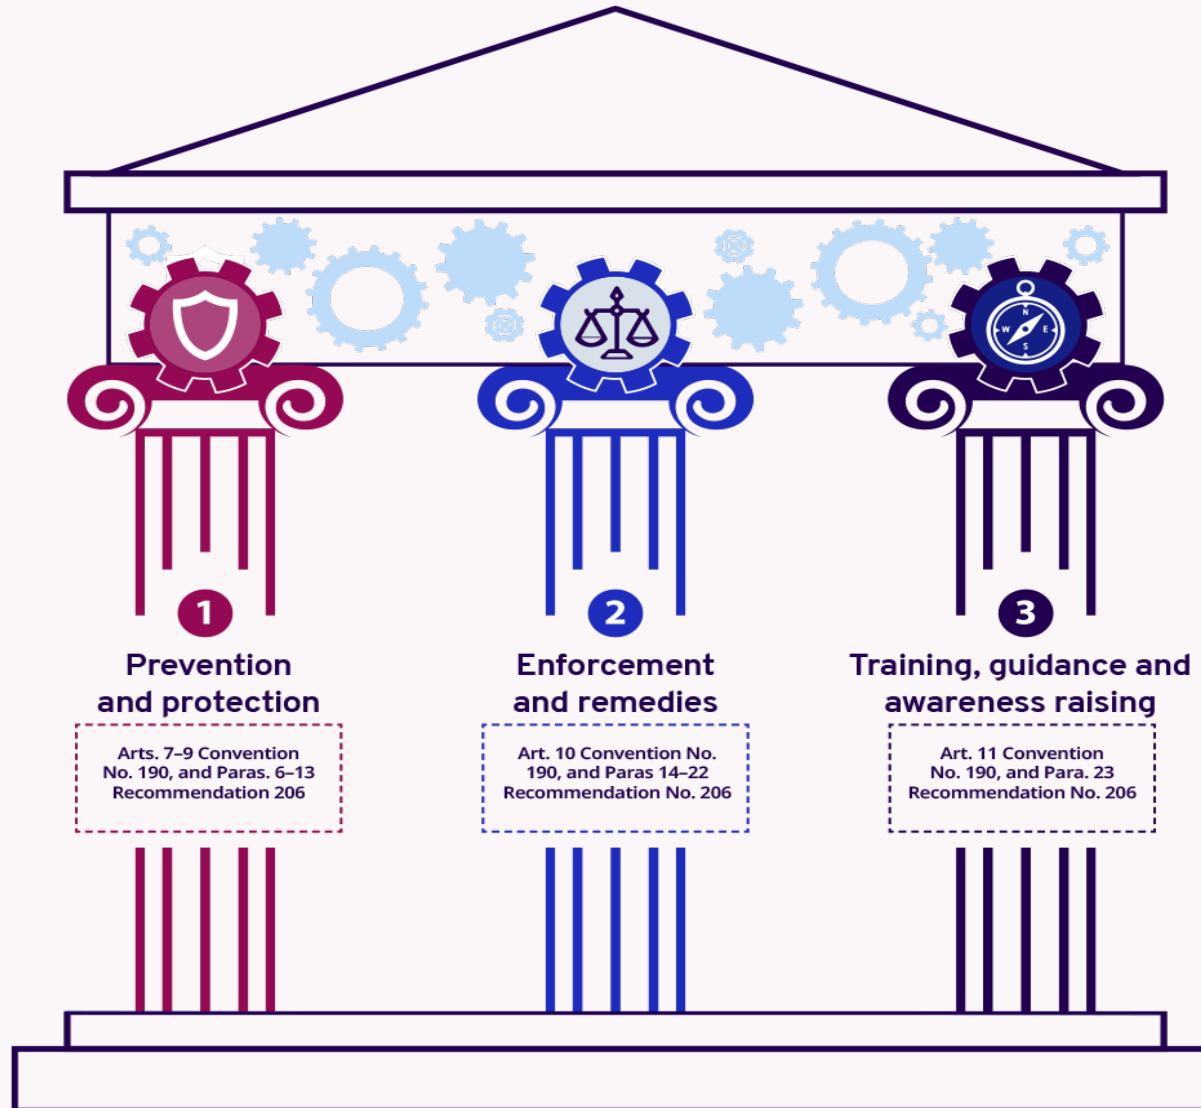 N
W E
S
1
Prevention
and protection
Arts. 7–9 Convention
No. 190, and Paras. 6–13
Recommendation 206
2
Enforcement
and remedies
Art. 10 Convention No.
190, and Paras 14–22
Recommendation No. 206
3
Training, guidance and
awareness raising
Art. 11 Convention
No. 190, and Para. 23
Recommendation No. 206